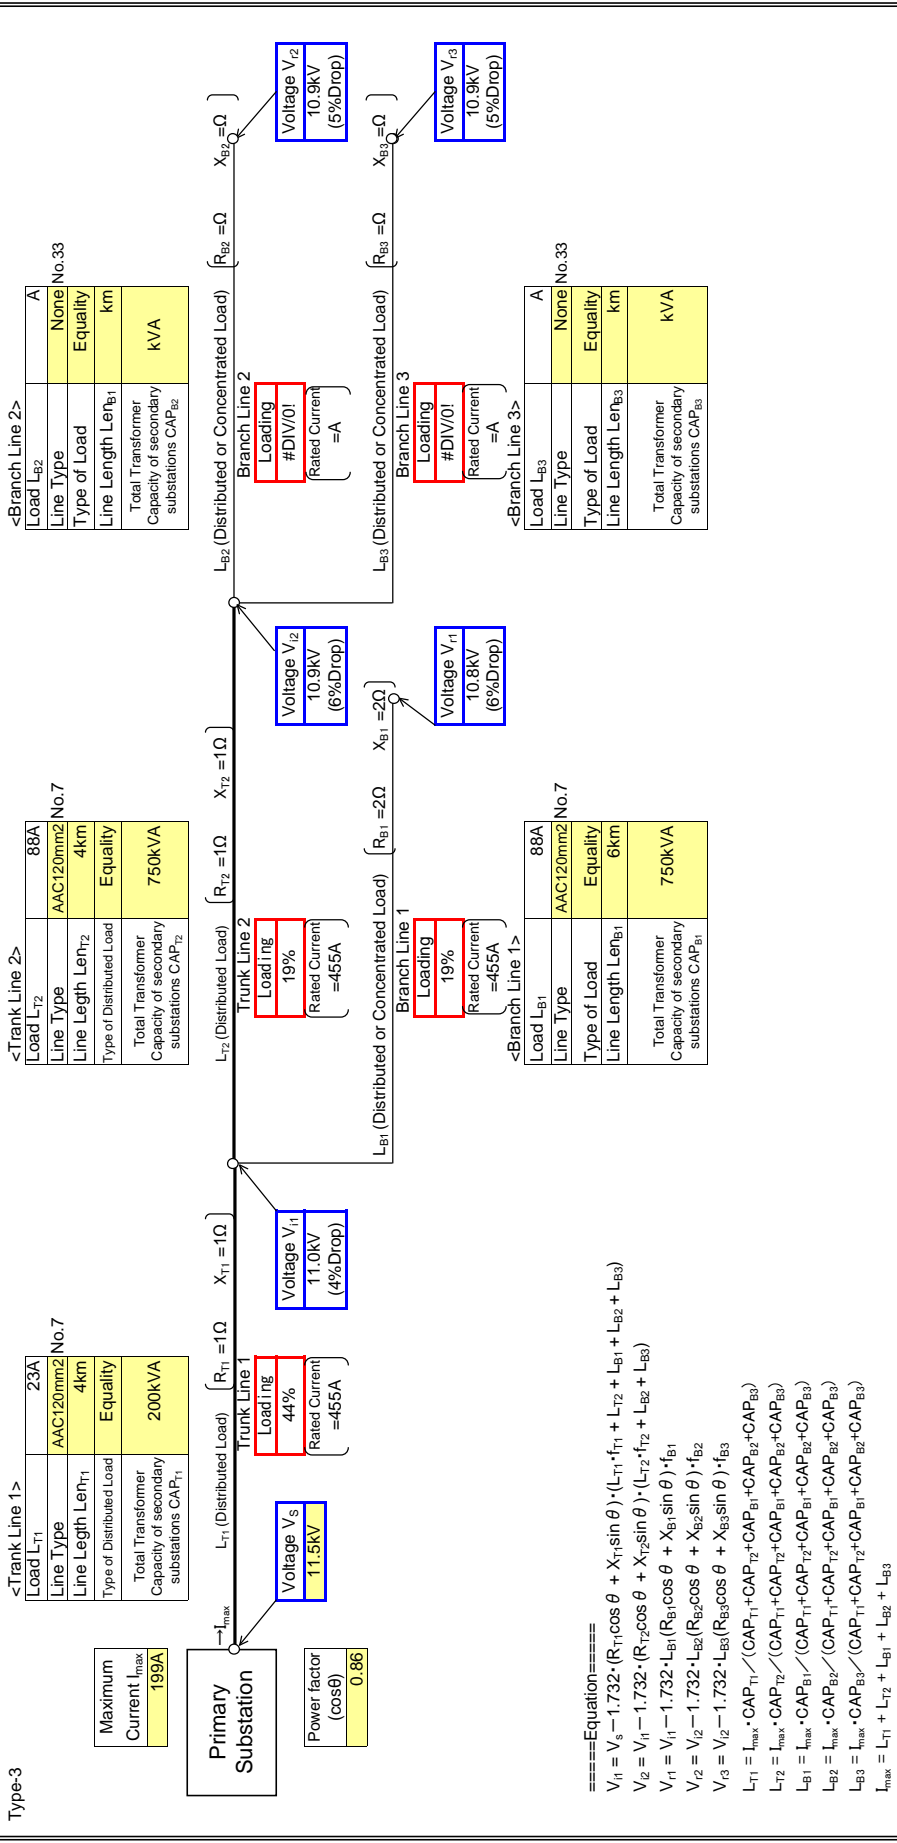 Type-3
Maximum
Current Imax
199A
Primary
Substation
Power factor
(cosθ)
0.86
→Imax
Voltage VS
11.5kV
<Trank Line 1>
Load LT1 23A
Line Type AAC120mm2 No.7
Line Legth LenT1 4km
Type of Distributed Load Equality
Total Transformer
Capacity of secondary
substations CAPT1
200kVA
LT1 (Distributed Load)
RT1 =1Ω XT1 =1Ω
Trunk Line 1
Loading
44%
Rated Current
=455A
Voltage Vi1
11.0kV
(4%Drop)
<Trank Line 2>
Load LT2 88A
Line Type AAC120mm2 No.7
Line Legth LenT2 4km
Type of Distributed Load Equality
Total Transformer
Capacity of secondary
substations CAPT2
750kVA
LT2 (Distributed Load)
RT2 =1Ω XT2 =1Ω
Trunk Line 2
Loading
19%
Rated Current
=455A
Voltage Vi2
10.9kV
(6%Drop)
LB1 (Distributed or Concentrated Load)
RB1 =2Ω XB1 =2Ω
Branch Line 1
Loading
19%
Rated Current
=455A
Voltage Vr1
10.8kV
(6%Drop)
<Branch Line 1>
Load LB1 88A
Line Type AAC120mm2 No.7
Type of Load Equality
Line Length LenB1 6km
Total Transformer
Capacity of secondary
substations CAPB1
750kVA
<Branch Line 2>
Load LB2 A
Line Type None No.33
Type of Load Equality
Line Length LenB1 km
Total Transformer
Capacity of secondary
substations CAPB2
kVA
LB2 (Distributed or Concentrated Load)
RB2 =Ω XB2 =Ω
Branch Line 2
Loading
#DIV/0!
Rated Current
=A
Voltage Vr2
10.9kV
(5%Drop)
LB3 (Distributed or Concentrated Load)
RB3 =Ω XB3 =Ω
Branch Line 3
Loading
#DIV/0!
Rated Current
=A
Voltage Vr3
10.9kV
(5%Drop)
<Branch Line 3>
Load LB3 A
Line Type None No.33
Type of Load Equality
Line Length LenB3 km
Total Transformer
Capacity of secondary
substations CAPB3
kVA
=====Equation=====
Vi1 = Vs−1.732・(RT1cos θ + XT1sin θ)・(LT1・fT1 + LT2 + LB1 + LB2 + LB3)
Vi2 = Vi1−1.732・(RT2cos θ + XT2sin θ)・(LT2・fT2 + LB2 + LB3)
Vr1 = Vi1−1.732・LB1(RB1cos θ + XB1sin θ)・fB1
Vr2 = Vi2−1.732・LB2(RB2cos θ + XB2sin θ)・fB2
Vr3 = Vi2−1.732・LB3(RB3cos θ + XB3sin θ)・fB3
LT1 = Imax・CAPT1／(CAPT1+CAPT2+CAPB1+CAPB2+CAPB3)
LT2 = Imax・CAPT2／(CAPT1+CAPT2+CAPB1+CAPB2+CAPB3)
LB1 = Imax・CAPB1／(CAPT1+CAPT2+CAPB1+CAPB2+CAPB3)
LB2 = Imax・CAPB2／(CAPT1+CAPT2+CAPB1+CAPB2+CAPB3)
LB3 = Imax・CAPB3／(CAPT1+CAPT2+CAPB1+CAPB2+CAPB3)
Imax = LT1 + LT2 + LB1 + LB2 + LB3